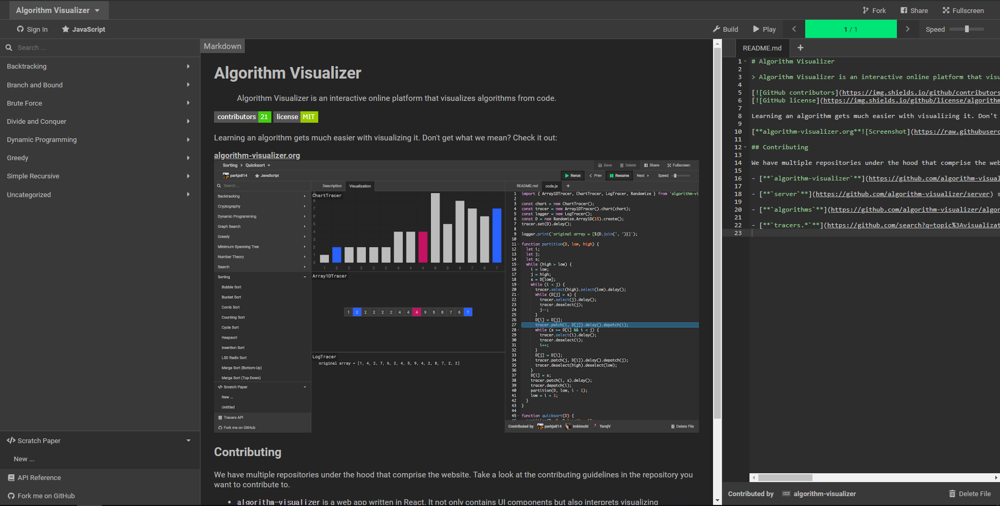 Algorithm Visualizer
Fork
Share
Fullscreen
Sign In
JavaScript
Build
Play
1 / 1
Speed
Search ...
Backtracking
Branch and Bound
Brute Force
Divide and Conquer
Dynamic Programming
Greedy
Simple Recursive
Uncategorized
</> Scratch Paper
New ...
API Reference
Fork me on GitHub
Markdown
Algorithm Visualizer
Algorithm Visualizer is an interactive online platform that visualizes algorithms from code.
contributors 21 license MIT
Learning an algorithm gets much easier with visualizing it. Don't get what we mean? Check it out:
algorithm-visualizer.org
Sorting > Quicksort
Save
Delete
Share
Fullscreen
parkjs814
JavaScript
Rerun
Prev
Resume
Next
Speed
Search ...
Backtracking
Cryptography
Dynamic Programming
Graph Search
Greedy
Minimum Spanning Tree
Number Theory
Search
Sorting
Bubble Sort
Bucket Sort
Comb Sort
Counting Sort
Cycle Sort
Heapsort
Insertion Sort
LSD Radix Sort
Merge Sort (Bottom-Up)
Merge Sort (Top-Down)
</> Scratch Paper
New ...
Untitled
Tracers API
Fork me on GitHub
Description
Visualization
ChartTracer
8
7
6
5
4
3
2
1
0
1 2 2 2 2 2 4 4 4 9 5 8 7 6 7
Array1DTracer
1 2 2 2 2 2 4 4 4 9 5 8 7 6 7
LogTracer
original array = [1, 4, 2, 7, 6, 2, 4, 5, 9, 4, 2, 8, 7, 2, 2]
README.md
code.js
+
1 import { Array1DTracer, ChartTracer, LogTracer, Randomize } from 'algorithm-vi
2
3 const chart = new ChartTracer();
4 const tracer = new Array1DTracer().chart(chart);
5 const logger = new LogTracer();
6 const D = new Randomize.Array1D(15).create();
7 tracer.set(D).delay();
8
9 logger.print(`original array = [${D.join(', ')}]`);
10
11 function partition(D, low, high) {
12 let i;
13 let j;
14 let s;
15 while (high > low) {
16 i = low;
17 j = high;
18 s = D[low];
19 while (i < j) {
20 tracer.select(high).select(low).delay();
21 while (D[j] > s) {
22 tracer.select(j).delay();
23 tracer.deselect(j);
24 j--;
25 }
26 D[i] = D[j];
27 tracer.patch(i, D[j]).delay().depatch(i);
28 while (s >= D[i] && i < j) {
29 tracer.select(i).delay();
30 tracer.deselect(i);
31 i++;
32 }
33 D[j] = D[i];
34 tracer.patch(j, D[i]).delay().depatch(j);
35 tracer.deselect(high).deselect(low);
36 }
37 D[i] = s;
38 tracer.patch(i, s).delay();
39 tracer.depatch(i);
40 partition(D, low, i - 1);
41 low = i + 1;
42 }
43 }
44
45 function quicksort(D) {
Contributed by parkjs814 imkimchi TornjV
Delete File
Contributing
We have multiple repositories under the hood that comprise the website. Take a look at the contributing guidelines in the repository you
want to contribute to.
• algorithm-visualizer is a web app written in React. It not only contains UI components but also interprets visualizing
README.md
+
1 # Algorithm Visualizer
2
3 > Algorithm Visualizer is an interactive online platform that visu
4
5 [![GitHub contributors](https://img.shields.io/github/contributors
6 [![GitHub license](https://img.shields.io/github/license/algorithm
7
8 Learning an algorithm gets much easier with visualizing it. Don't
9
10 [**algorithm-visualizer.org**![Screenshot](https://raw.githubuserc
11
12 ## Contributing
13
14 We have multiple repositories under the hood that comprise the web
15
16 - [**`algorithm-visualizer`**](https://github.com/algorithm-visual
17
18 - [**`server`**](https://github.com/algorithm-visualizer/server) s
19
20 - [**`algorithms`**](https://github.com/algorithm-visualizer/algor
21
22 - [**`tracers.*`**](https://github.com/search?q=topic%3Avisualizat
23
Contributed by algorithm-visualizer
Delete File